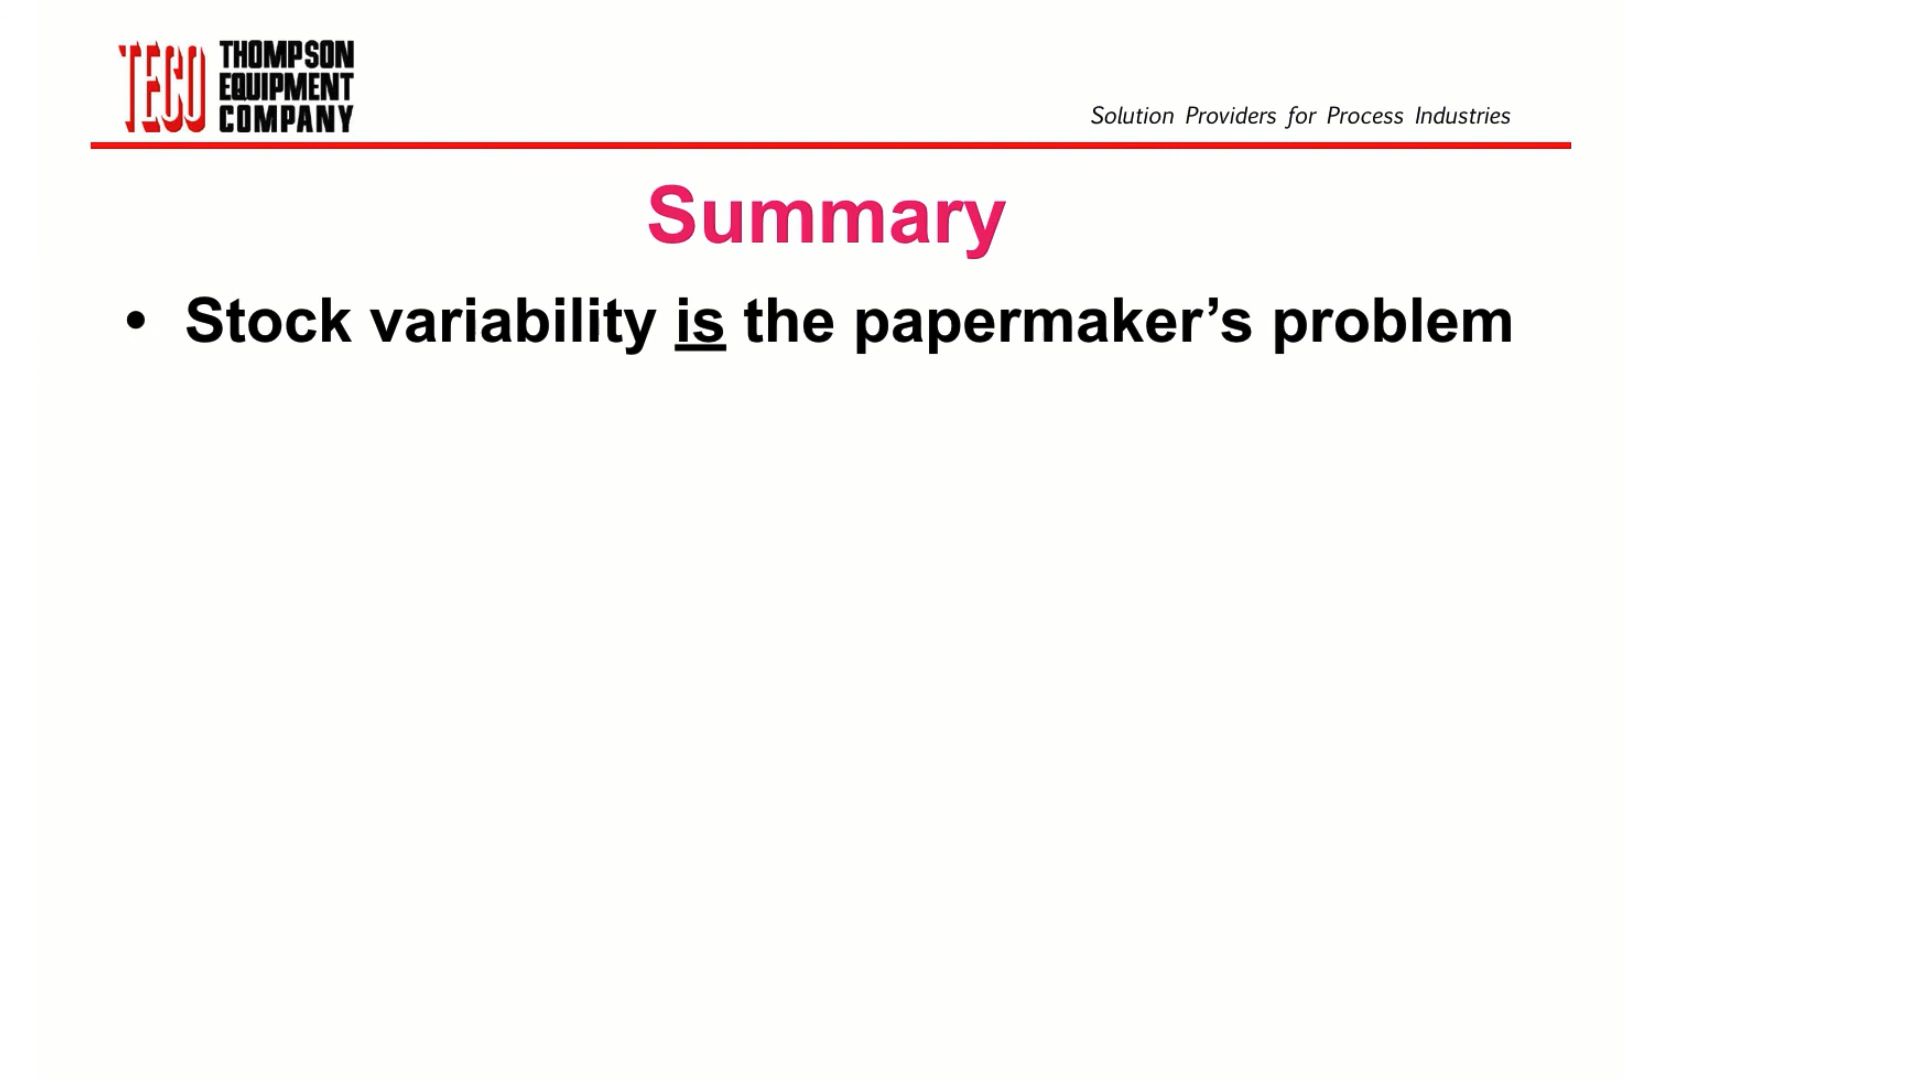 TECO THOMPSON
EQUIPMENT
COMPANY
Solution Providers for Process Industries
Summary
• Stock variability is the papermaker’s problem